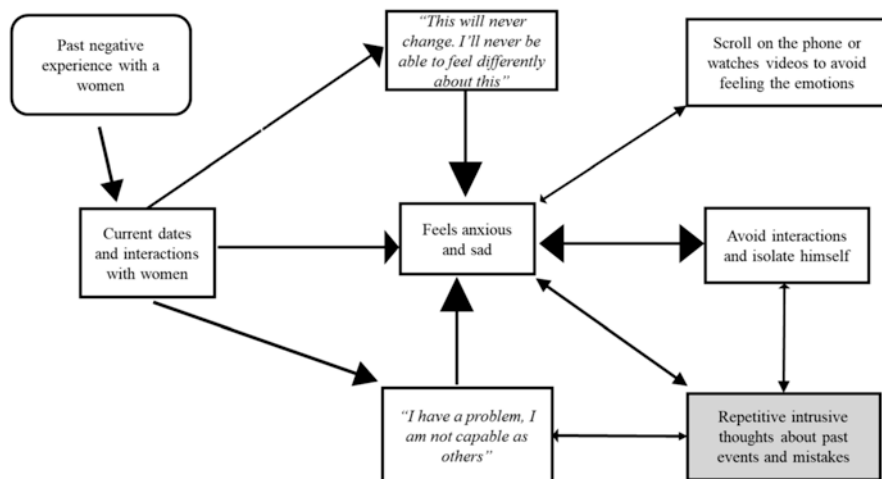 Past negative
experience with a
women
“This will never
change. I’ll never be
able to feel differently
about this”
Scroll on the phone or
watches videos to avoid
feeling the emotions
Current dates
and interactions
with women
Feels anxious
and sad
Avoid interactions
and isolate himself
“I have a problem, I
am not capable as
others”
Repetitive intrusive
thoughts about past
events and mistakes